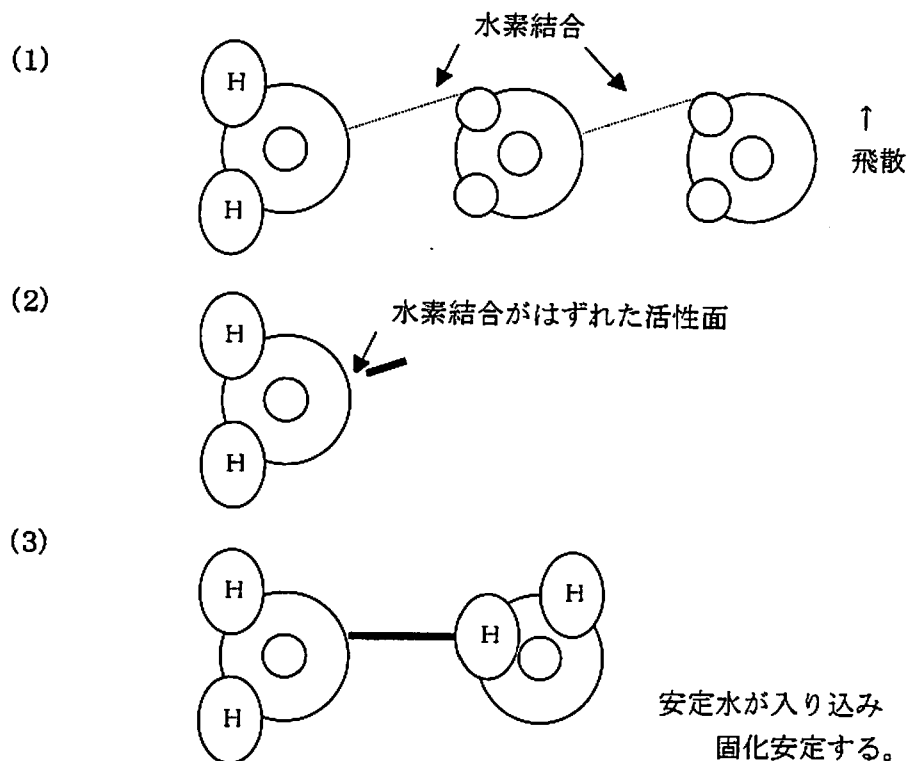 水素結合
(1)
H
H
↑
飛散
(2)
水素結合がはずれた活性面
H
H
(3)
H
H
H
H
安定水が入り込み
固化安定する。